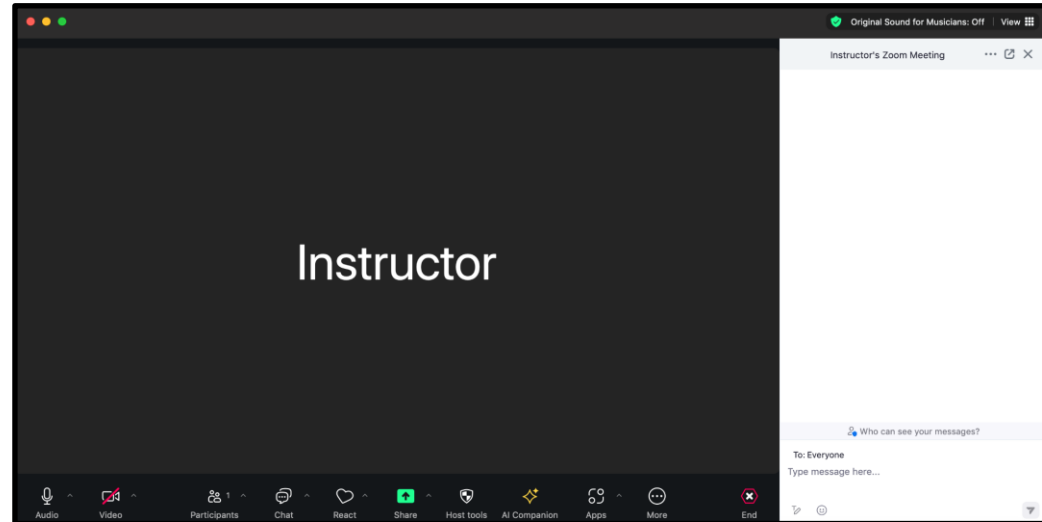 Original Sound for Musicians: Off
View
Instructor's Zoom Meeting
Instructor
Who can see your messages?
To: Everyone
Type message here...
1
Audio
Video
Participants
Chat
React
Share
Host tools
AI Companion
Apps
More
End